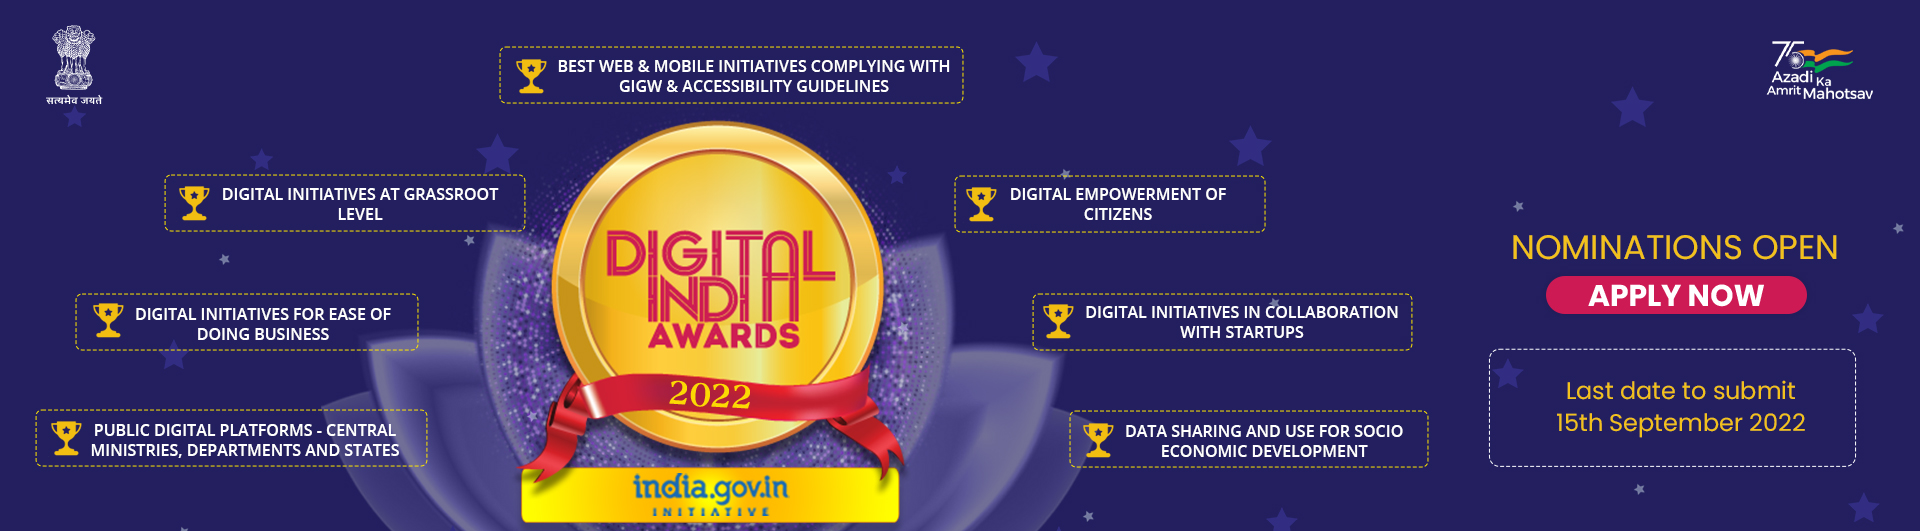 सत्यमेव जयते
BEST WEB & MOBILE INITIATIVES COMPLYING WITH
GIGW & ACCESSIBILITY GUIDELINES
75
Azadi Ka
Amrit Mahotsav
DIGITAL INITIATIVES AT GRASSROOT
LEVEL
DIGITAL EMPOWERMENT OF
CITIZENS
DIGITAL INITIATIVES FOR EASE OF
DOING BUSINESS
DIGITAL INITIATIVES IN COLLABORATION
WITH STARTUPS
PUBLIC DIGITAL PLATFORMS - CENTRAL
MINISTRIES, DEPARTMENTS AND STATES
DATA SHARING AND USE FOR SOCIO
ECONOMIC DEVELOPMENT
DIGITAL
INDIA
AWARDS
2022
india.gov.in
INITIATIVE
NOMINATIONS OPEN
APPLY NOW
Last date to submit
15th September 2022